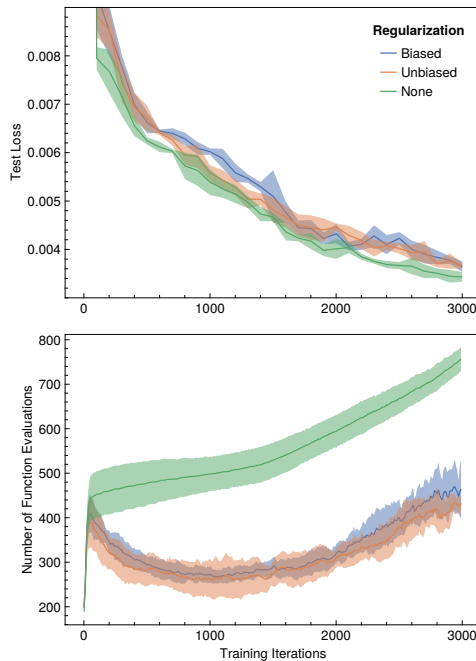 Regularization
Biased
Unbiased
None
Test Loss
0.008
0.007
0.006
0.005
0.004
0
1000
2000
3000
Number of Function Evaluations
800
700
600
500
400
300
200
0
1000
2000
3000
Training Iterations